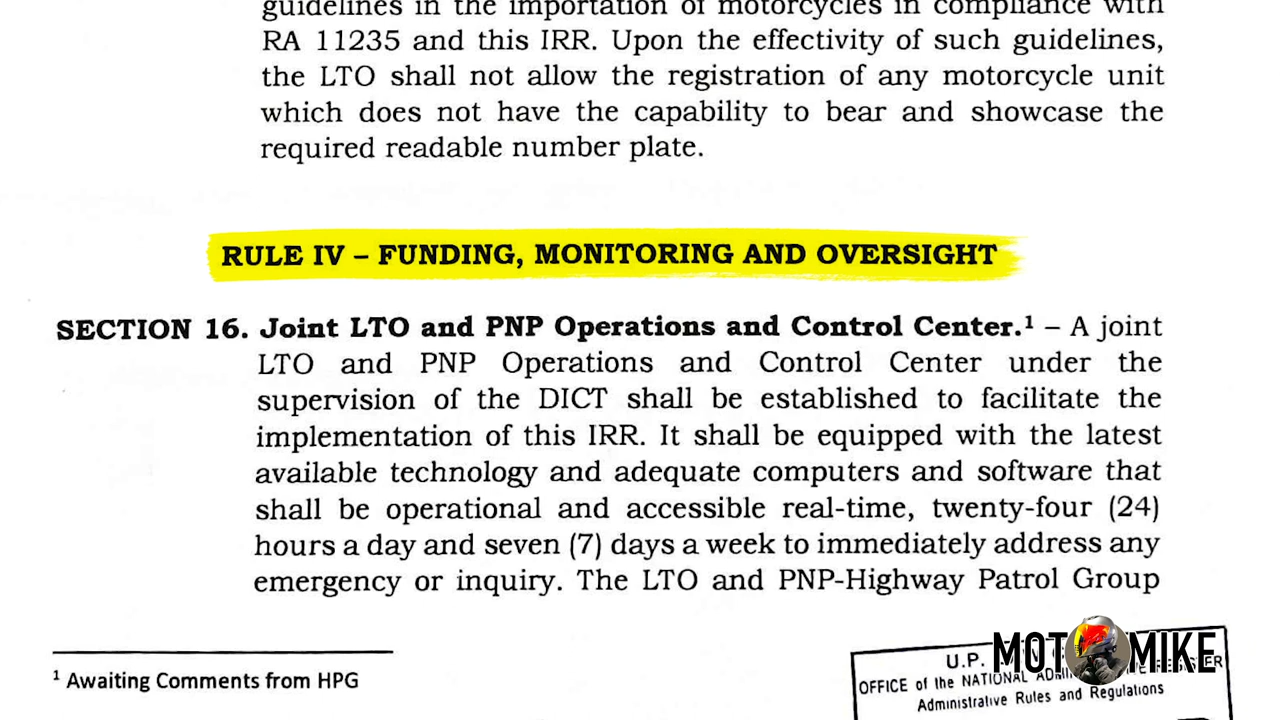 guidelines in the importation of motorcycles in compliance with
RA 11235 and this IRR. Upon the effectivity of such guidelines,
the LTO shall not allow the registration of any motorcycle unit
which does not have the capability to bear and showcase the
required readable number plate.
RULE IV – FUNDING, MONITORING AND OVERSIGHT
SECTION 16. Joint LTO and PNP Operations and Control Center.¹ – A joint
LTO and PNP Operations and Control Center under the
supervision of the DICT shall be established to facilitate the
implementation of this IRR. It shall be equipped with the latest
available technology and adequate computers and software that
shall be operational and accessible real-time, twenty-four (24)
hours a day and seven (7) days a week to immediately address any
emergency or inquiry. The LTO and PNP-Highway Patrol Group
¹ Awaiting Comments from HPG
MOTOMIKE
U.P.
OFFICE of the NATIONAL
Administrative Rules and Regulations